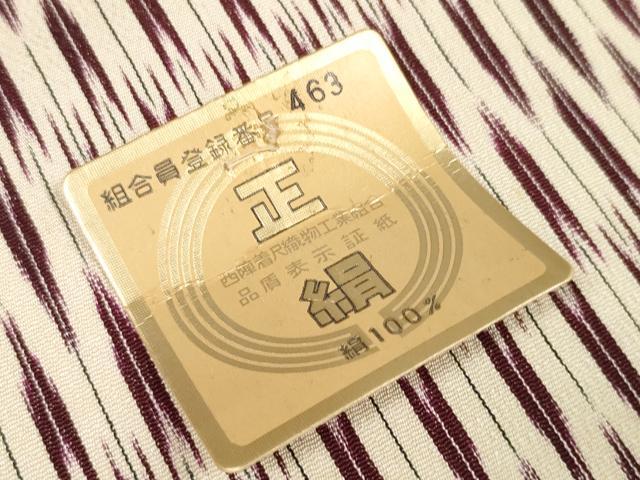 組合員登録番号 463
正
西陣着尺織物工業組合
品質表示証紙
絹
絹100%